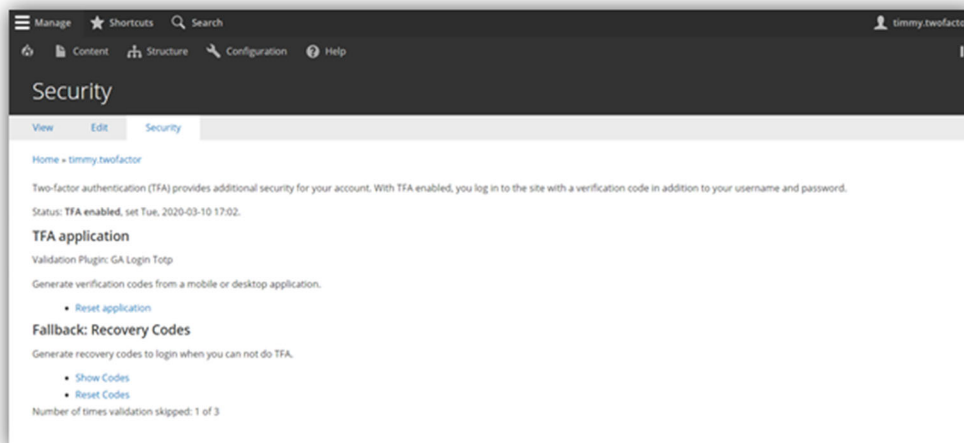 Manage Shortcuts Search timmy.twofacto
Content Structure Configuration Help
Security
View Edit Security
Home » timmy.twofactor
Two-factor authentication (TFA) provides additional security for your account. With TFA enabled, you log in to the site with a verification code in addition to your username and password.
Status: TFA enabled, set Tue, 2020-03-10 17:02.
TFA application
Validation Plugin: GA Login Totp
Generate verification codes from a mobile or desktop application.
• Reset application
Fallback: Recovery Codes
Generate recovery codes to login when you can not do TFA.
• Show Codes
• Reset Codes
Number of times validation skipped: 1 of 3